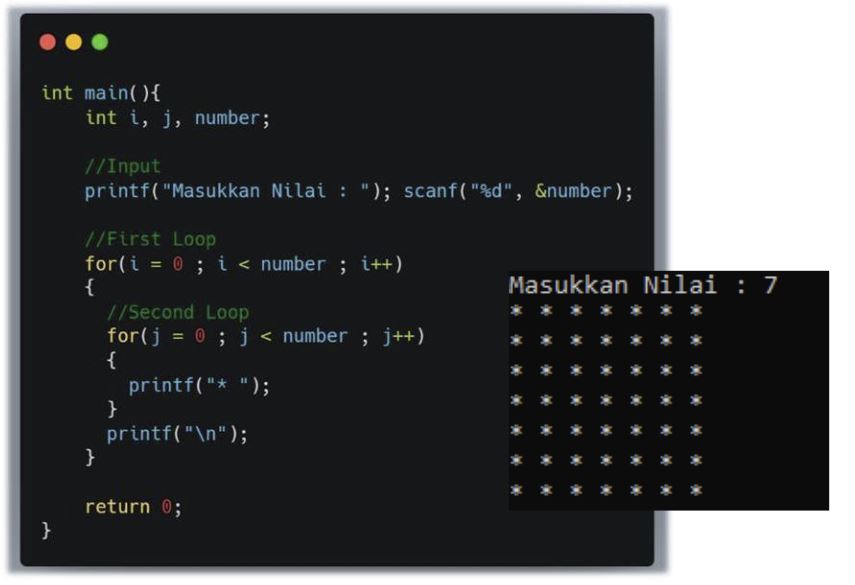 int main(){
int i, j, number;
//Input
printf("Masukkan Nilai : "); scanf("%d", &number);
//First Loop
for(i = 0 ; i < number ; i++)
{
//Second Loop
for(j = 0 ; j < number ; j++)
{
printf("* ");
}
printf("\n");
}
return 0;
}
Masukkan Nilai : 7
* * * * * * *
* * * * * * *
* * * * * * *
* * * * * * *
* * * * * * *
* * * * * * *
* * * * * * *